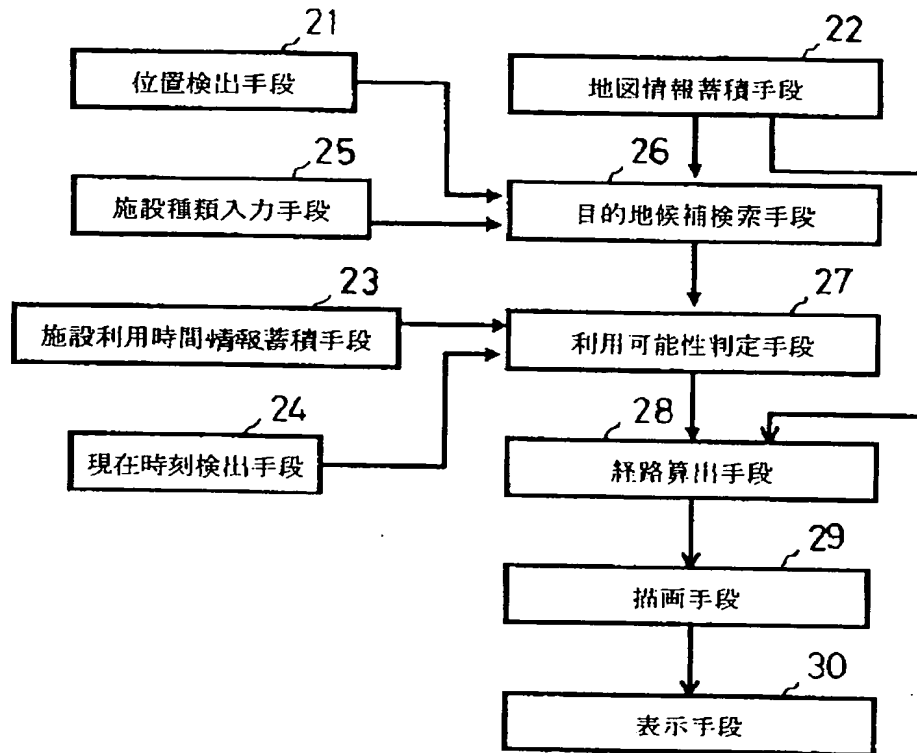 21
位置検出手段
22
地図情報蓄積手段
25
施設種類入力手段
26
目的地候補検索手段
23
施設利用時間情報蓄積手段
27
利用可能性判定手段
24
現在時刻検出手段
28
経路算出手段
29
描画手段
30
表示手段